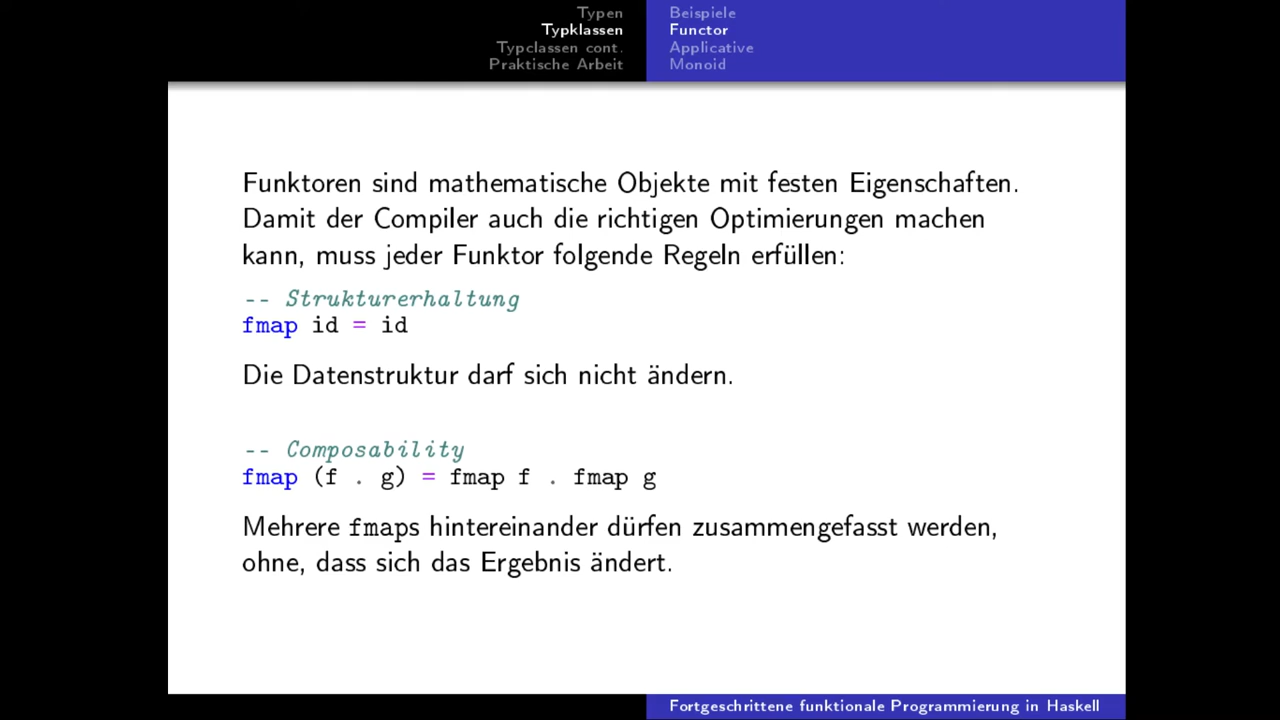 Typen
Typklassen
Typclassen cont.
Praktische Arbeit
Beispiele
Functor
Applicative
Monoid
Funktoren sind mathematische Objekte mit festen Eigenschaften.
Damit der Compiler auch die richtigen Optimierungen machen
kann, muss jeder Funktor folgende Regeln erfüllen:
-- Strukturerhaltung
fmap id = id
Die Datenstruktur darf sich nicht ändern.
-- Composability
fmap (f . g) = fmap f . fmap g
Mehrere fmaps hintereinander dürfen zusammengefasst werden,
ohne, dass sich das Ergebnis ändert.
Fortgeschrittene funktionale Programmierung in Haskell